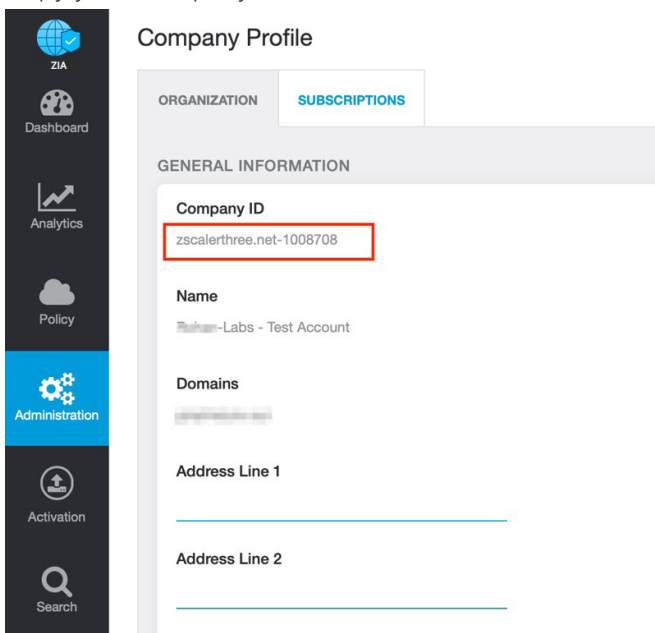 Company Profile
ZIA
Dashboard
Analytics
Policy
Administration
Activation
Search
ORGANIZATION
SUBSCRIPTIONS
GENERAL INFORMATION
Company ID
zscalerthree.net-1008708
Name
-Labs - Test Account
Domains
Address Line 1
Address Line 2